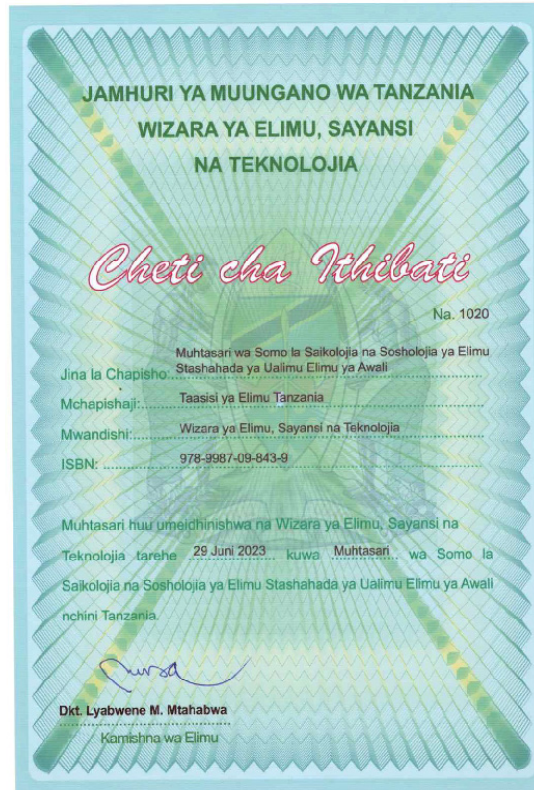 JAMHURI YA MUUNGANO WA TANZANIA
WIZARA YA ELIMU, SAYANSI
NA TEKNOLOJIA
Cheti cha Ithibati
Na. 1020
Muhtasari wa Somo la Saikolojia na Sosholojia ya Elimu
Jina la Chapisho: Stashahada ya Ualimu Elimu ya Awali
Mchapishaji: Taasisi ya Elimu Tanzania
Mwandishi: Wizara ya Elimu, Sayansi na Teknolojia
ISBN: 978-9987-09-843-9
Muhtasari huu umeidhinishwa na Wizara ya Elimu, Sayansi na
Teknolojia tarehe 29 Juni 2023 kuwa Muhtasari wa Somo la
Saikolojia na Sosholojia ya Elimu Stashahada ya Ualimu Elimu ya Awali
nchini Tanzania.
Dkt. Lyabwene M. Mtahabwa
Kamishna wa Elimu